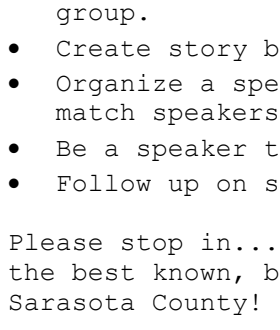 group.
• Create story b
• Organize a spe
match speakers
• Be a speaker t
• Follow up on s
Please stop in...
the best known, b
Sarasota County!